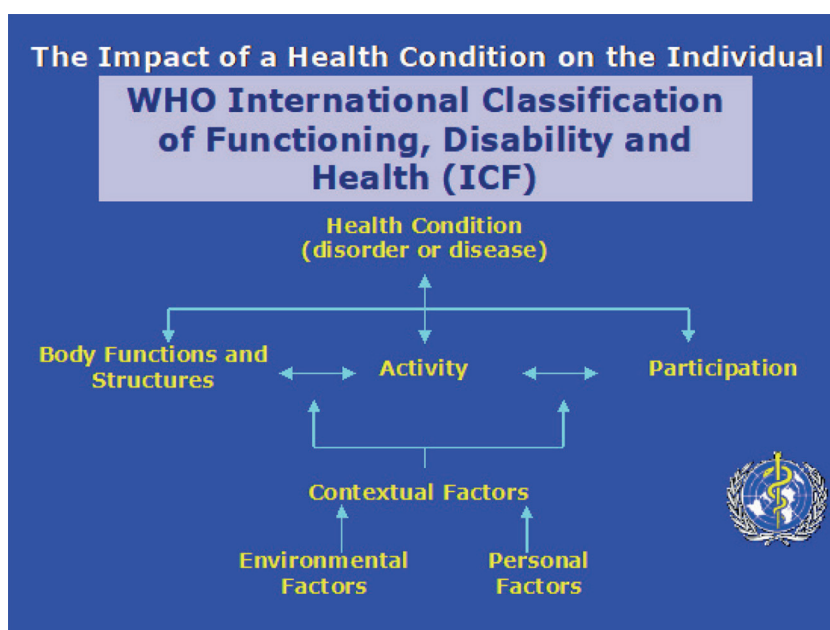 The Impact of a Health Condition on the Individual
WHO International Classification
of Functioning, Disability and
Health (ICF)
Health Condition
(disorder or disease)
Body Functions and
Structures
Activity
Participation
Contextual Factors
Environmental
Factors
Personal
Factors